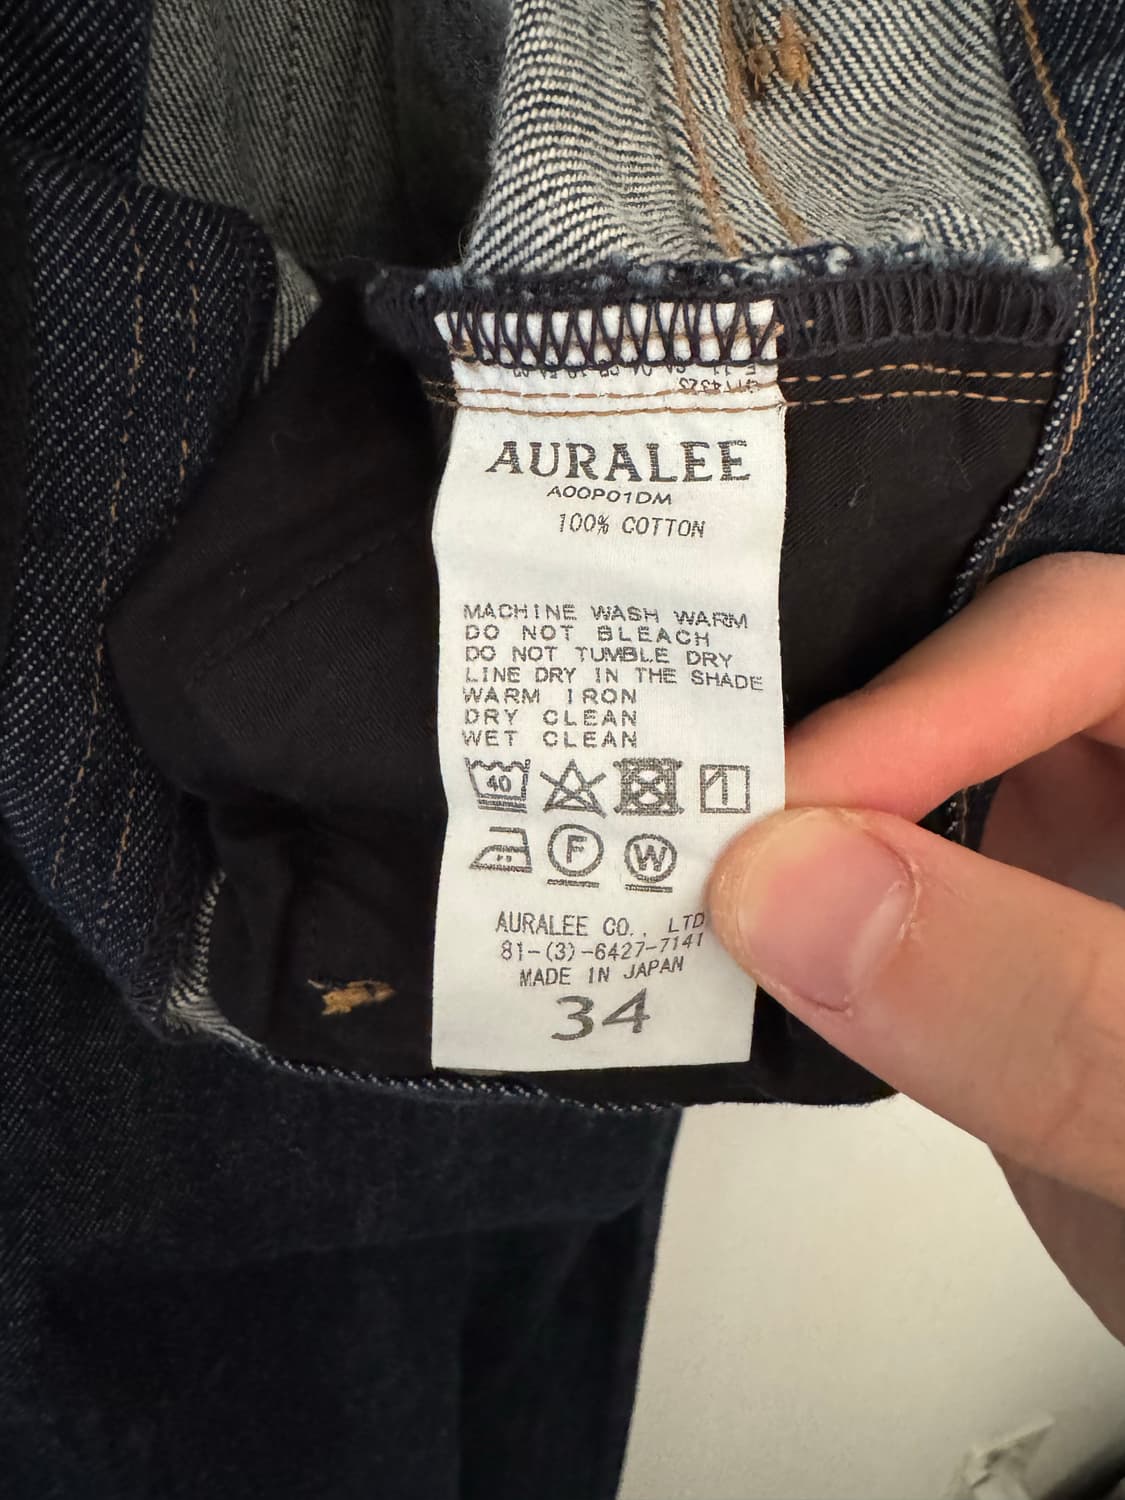 AURALEE
A00P01DM
100% COTTON
MACHINE WASH WARM
DO NOT BLEACH
DO NOT TUMBLE DRY
LINE DRY IN THE SHADE
WARM IRON
DRY CLEAN
WET CLEAN
40
F W
AURALEE CO., LTD
81-(3)-6427-7141
MADE IN JAPAN
34